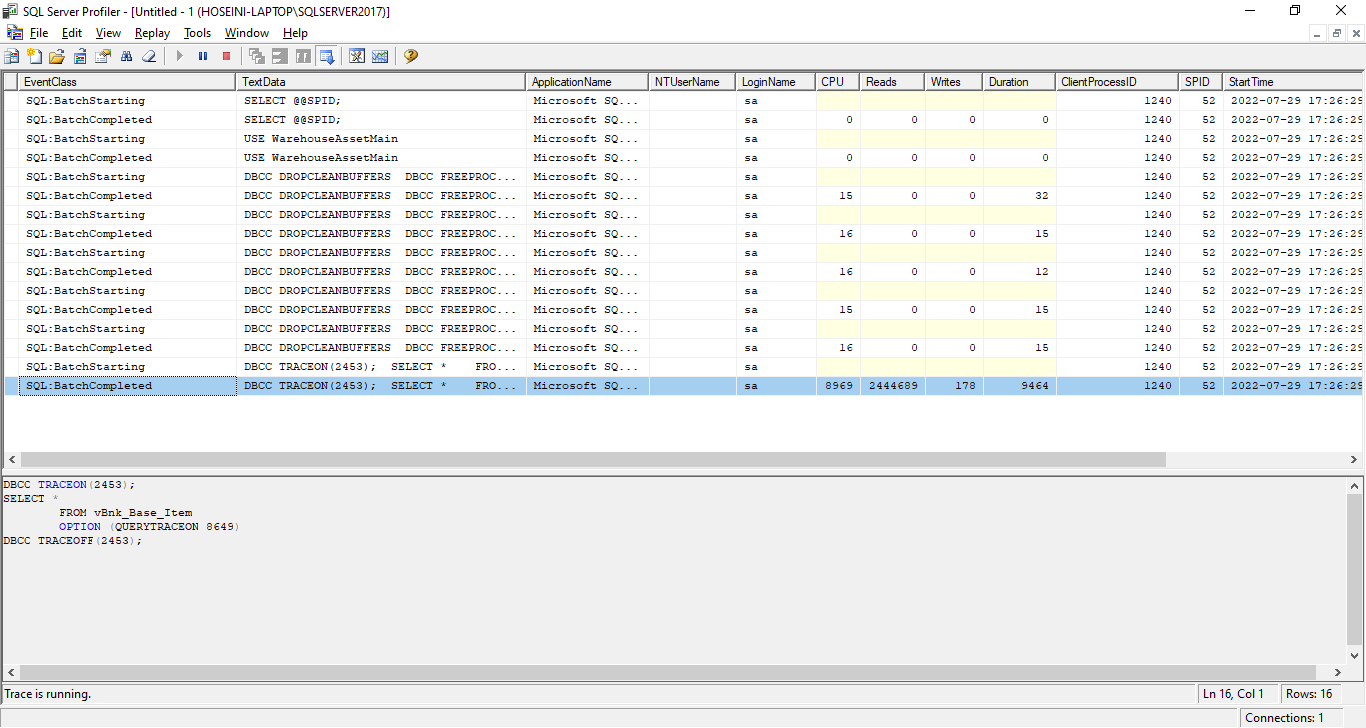 SQL Server Profiler - [Untitled - 1 (HOSEINI-LAPTOP\SQLSERVER2017)]
File Edit View Replay Tools Window Help
EventClass TextData ApplicationName NTUserName LoginName CPU Reads Writes Duration ClientProcessID SPID StartTime
SQL:BatchStarting SELECT @@SPID; Microsoft SQ... sa 1240 52 2022-07-29 17:26:29
SQL:BatchCompleted SELECT @@SPID; Microsoft SQ... sa 0 0 0 0 1240 52 2022-07-29 17:26:29
SQL:BatchStarting USE WarehouseAssetMain Microsoft SQ... sa 1240 52 2022-07-29 17:26:29
SQL:BatchCompleted USE WarehouseAssetMain Microsoft SQ... sa 0 0 0 0 1240 52 2022-07-29 17:26:29
SQL:BatchStarting DBCC DROPCLEANBUFFERS DBCC FREEPROC... Microsoft SQ... sa 1240 52 2022-07-29 17:26:29
SQL:BatchCompleted DBCC DROPCLEANBUFFERS DBCC FREEPROC... Microsoft SQ... sa 15 0 0 32 1240 52 2022-07-29 17:26:29
SQL:BatchStarting DBCC DROPCLEANBUFFERS DBCC FREEPROC... Microsoft SQ... sa 1240 52 2022-07-29 17:26:29
SQL:BatchCompleted DBCC DROPCLEANBUFFERS DBCC FREEPROC... Microsoft SQ... sa 16 0 0 15 1240 52 2022-07-29 17:26:29
SQL:BatchStarting DBCC DROPCLEANBUFFERS DBCC FREEPROC... Microsoft SQ... sa 1240 52 2022-07-29 17:26:29
SQL:BatchCompleted DBCC DROPCLEANBUFFERS DBCC FREEPROC... Microsoft SQ... sa 16 0 0 12 1240 52 2022-07-29 17:26:29
SQL:BatchStarting DBCC DROPCLEANBUFFERS DBCC FREEPROC... Microsoft SQ... sa 1240 52 2022-07-29 17:26:29
SQL:BatchCompleted DBCC DROPCLEANBUFFERS DBCC FREEPROC... Microsoft SQ... sa 15 0 0 15 1240 52 2022-07-29 17:26:29
SQL:BatchStarting DBCC DROPCLEANBUFFERS DBCC FREEPROC... Microsoft SQ... sa 1240 52 2022-07-29 17:26:29
SQL:BatchCompleted DBCC DROPCLEANBUFFERS DBCC FREEPROC... Microsoft SQ... sa 16 0 0 15 1240 52 2022-07-29 17:26:29
SQL:BatchStarting DBCC TRACEON(2453); SELECT * FRO... Microsoft SQ... sa 1240 52 2022-07-29 17:26:29
SQL:BatchCompleted DBCC TRACEON(2453); SELECT * FRO... Microsoft SQ... sa 8969 2444689 178 9464 1240 52 2022-07-29 17:26:29
DBCC TRACEON(2453);
SELECT *
FROM vBnk_Base_Item
OPTION (QUERYTRACEON 8649)
DBCC TRACEOFF(2453);
Trace is running. Ln 16, Col 1 Rows: 16
Connections: 1